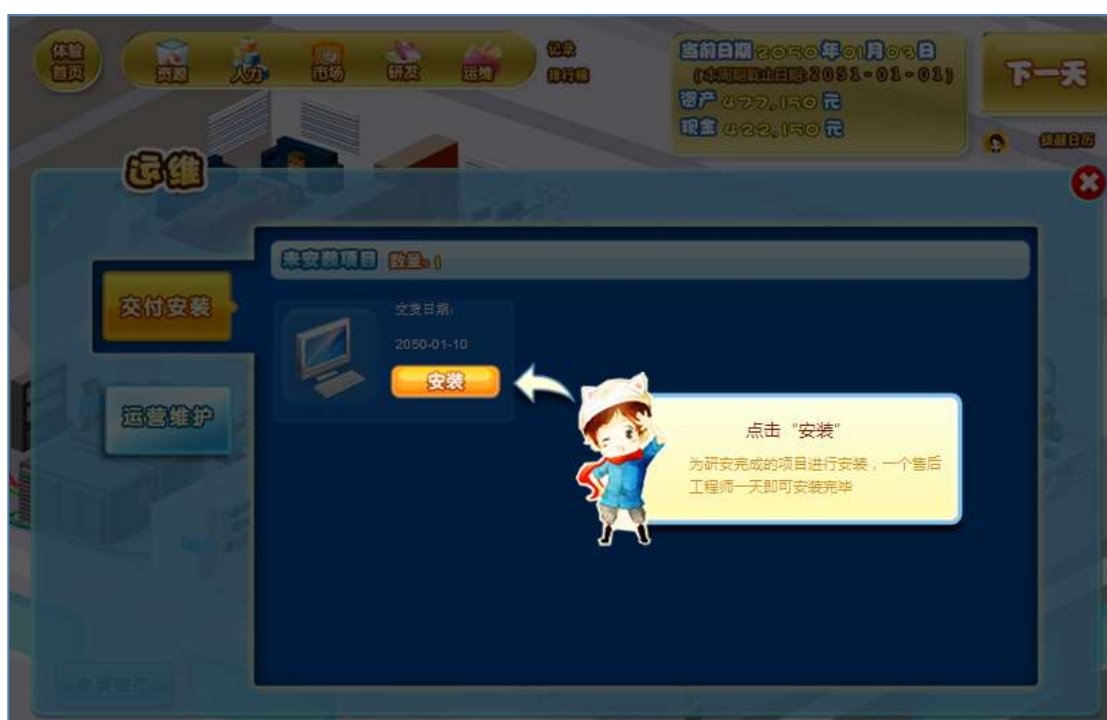 体验
首页
资源
人力
市场
研发
运维
记录
排行榜
当前日期 2050年01月03日
(本周期截止日期:2051-01-01)
资产 477,150 元
现金 422,150 元
下一天
提醒日历
运维
未安装项目 数量:1
交付安装
交货日期:
2050-01-10
安装
运营维护
点击“安装”
为研安完成的项目进行安装，一个售后
工程师一天即可安装完毕